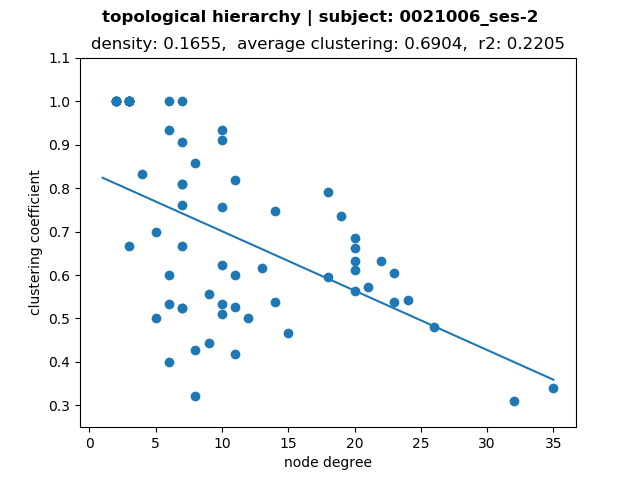 topological hierarchy | subject: 0021006_ses-2
density: 0.1655,  average clustering: 0.6904,  r2: 0.2205
1.1
1.0
0.9
0.8
0.7
0.6
0.5
0.4
0.3
clustering coefficient
0 5 10 15 20 25 30 35
node degree